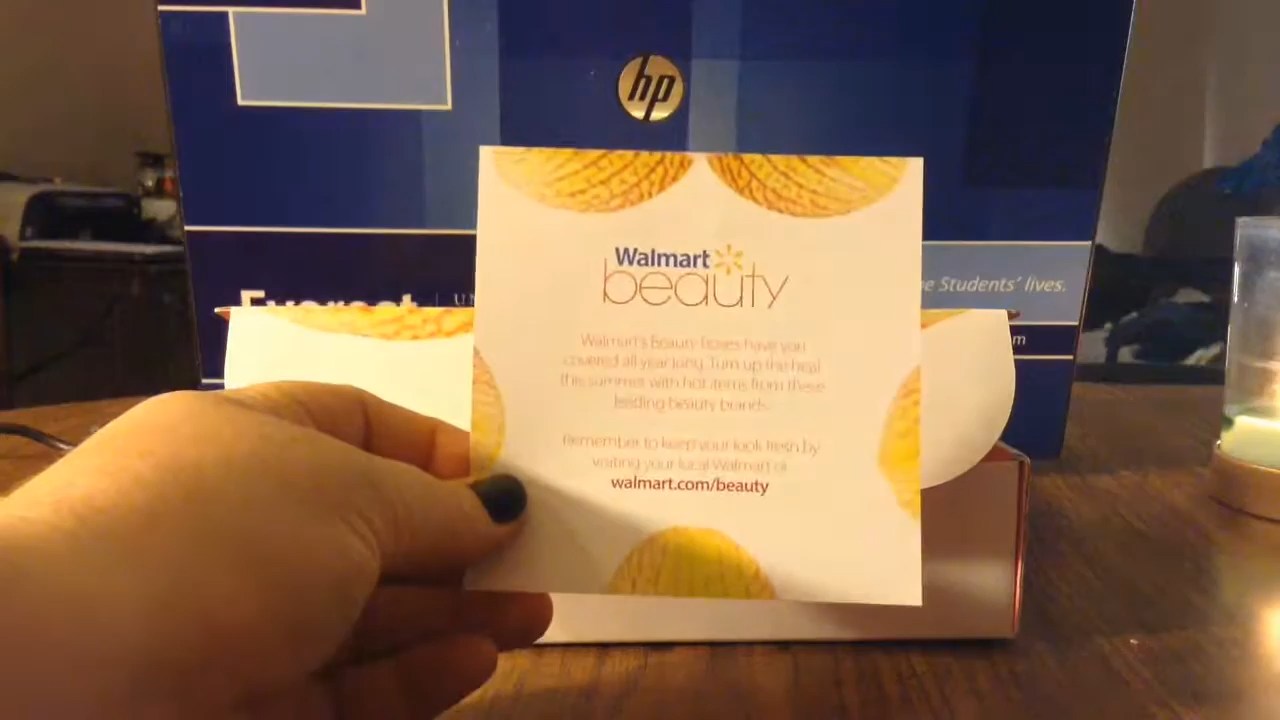 hp
Walmart
beauty
Walmart's Beauty Boxes have you
covered all year long. Turn up the heat
this summer with hot items from these
leading beauty brands.
Remember to keep your look fresh by
visiting your local Walmart or
walmart.com/beauty
Everest
UN
e Students' lives.
m